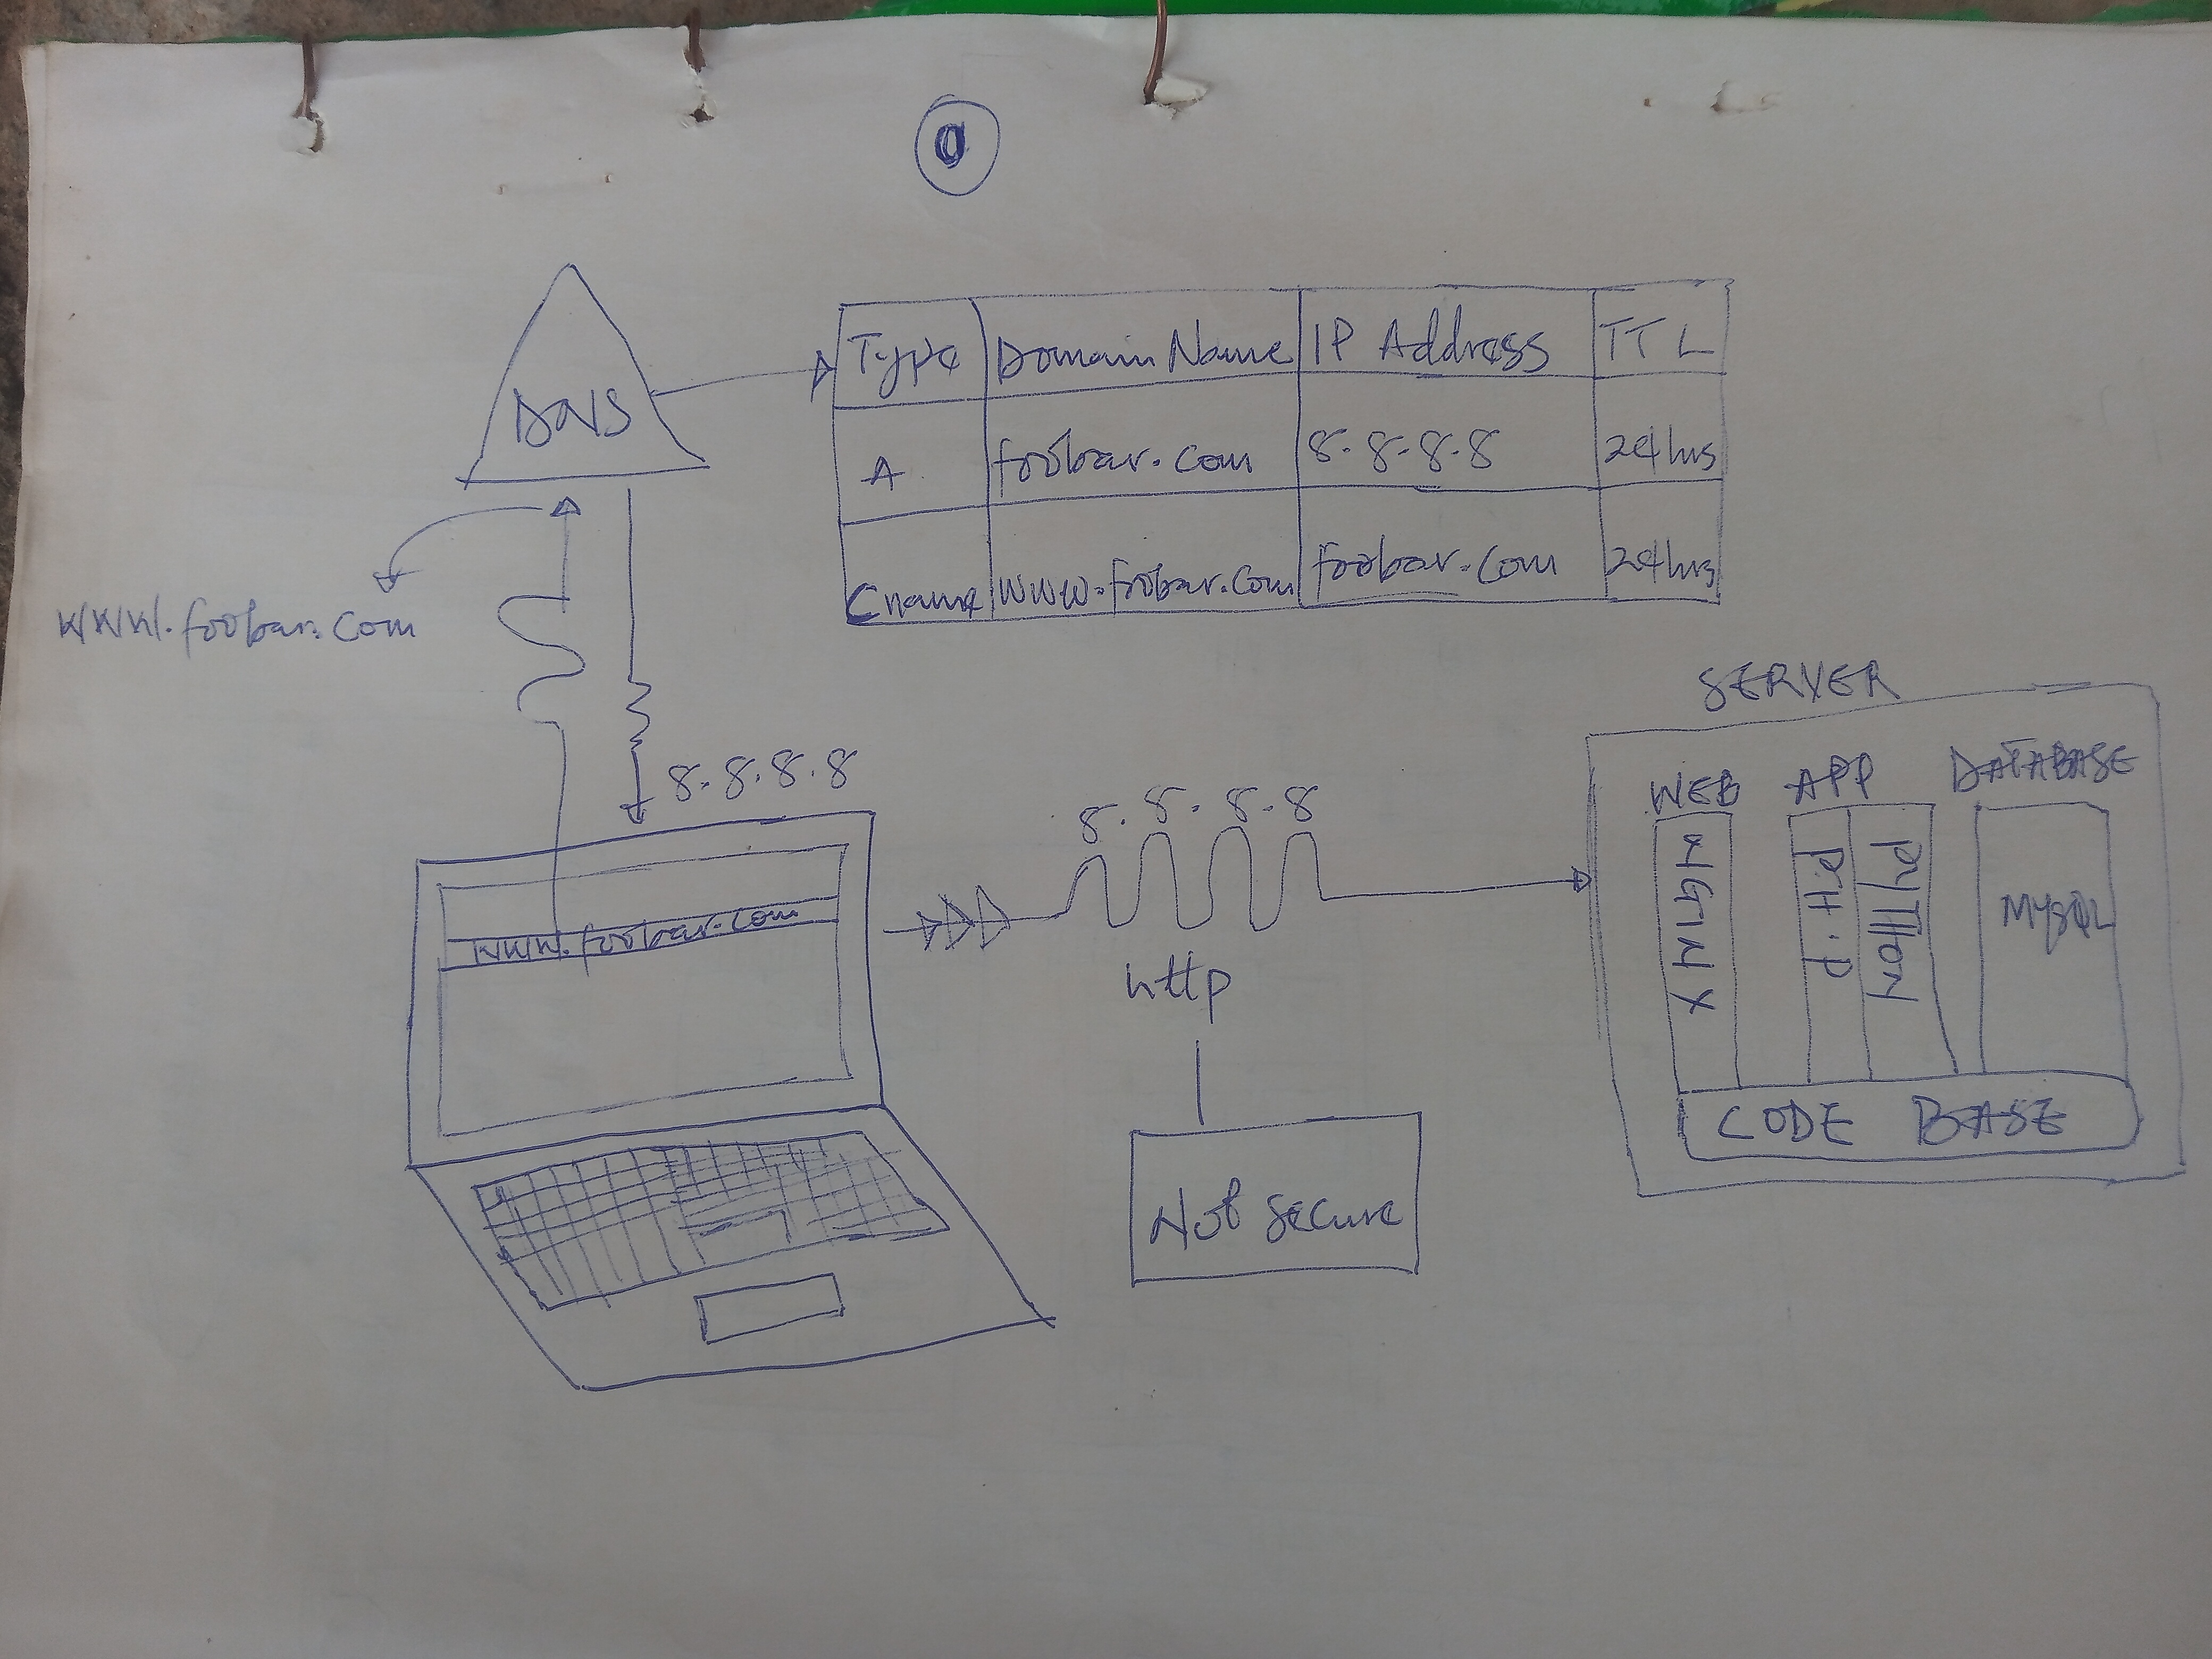 0
Type Domain Name IP Address TTL
DNS
A foobar.com 8.8.8.8 24hrs
Cname www.foobar.com foobar.com 24hrs
www.foobar.com
8.8.8.8
8.8.8.8
http
Not secure
www.foobar.com
SERVER
WEB APP DATABASE
NGINX
PH.P
PYTHON
MYSQL
CODE BASE